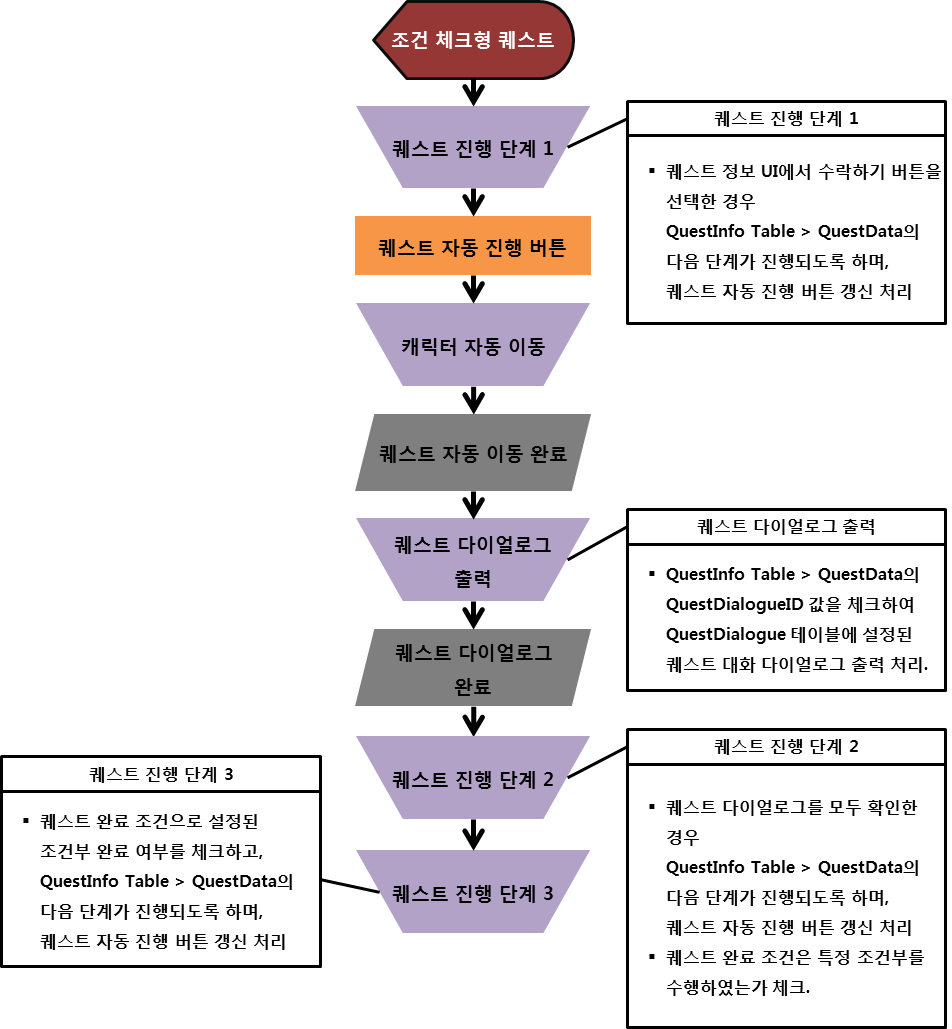 조건 체크형 퀘스트
퀘스트 진행 단계 1
퀘스트 진행 단계 1
▪ 퀘스트 정보 UI에서 수락하기 버튼을
선택한 경우
QuestInfo Table > QuestData의
다음 단계가 진행되도록 하며,
퀘스트 자동 진행 버튼 갱신 처리
퀘스트 자동 진행 버튼
캐릭터 자동 이동
퀘스트 자동 이동 완료
퀘스트 다이얼로그
출력
퀘스트 다이얼로그 출력
▪ QuestInfo Table > QuestData의
QuestDialogueID 값을 체크하여
QuestDialogue 테이블에 설정된
퀘스트 대화 다이얼로그 출력 처리.
퀘스트 다이얼로그
완료
퀘스트 진행 단계 2
퀘스트 진행 단계 2
▪ 퀘스트 다이얼로그를 모두 확인한
경우
QuestInfo Table > QuestData의
다음 단계가 진행되도록 하며,
퀘스트 자동 진행 버튼 갱신 처리
▪ 퀘스트 완료 조건은 특정 조건부를
수행하였는가 체크.
퀘스트 진행 단계 3
퀘스트 진행 단계 3
▪ 퀘스트 완료 조건으로 설정된
조건부 완료 여부를 체크하고,
QuestInfo Table > QuestData의
다음 단계가 진행되도록 하며,
퀘스트 자동 진행 버튼 갱신 처리